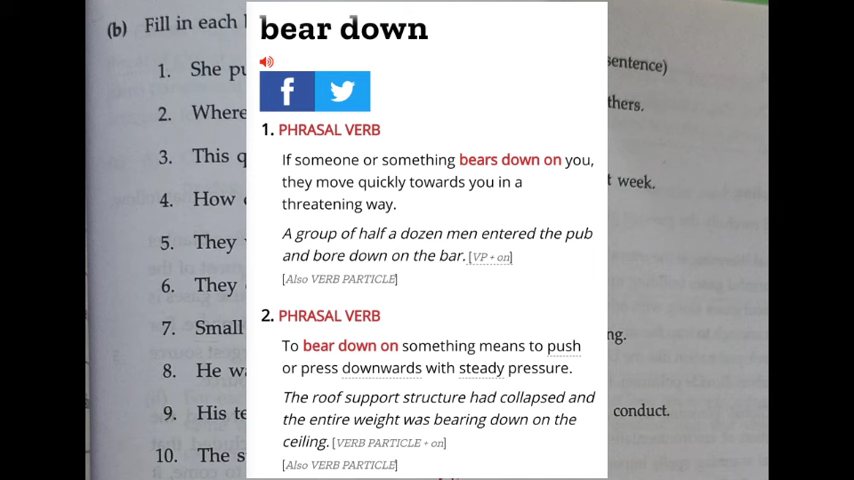 (b) Fill in each
1. She
2. Where
3. This
4. How
5. They
6. They
7. Small
8. He
9. His
10. The
bear down
1. PHRASAL VERB
If someone or something bears down on you,
they move quickly towards you in a
threatening way.
A group of half a dozen men entered the pub
and bore down on the bar. [VP + on]
[Also VERB PARTICLE]
2. PHRASAL VERB
To bear down on something means to push
or press downwards with steady pressure.
The roof support structure had collapsed and
the entire weight was bearing down on the
ceiling. [VERB PARTICLE + on]
[Also VERB PARTICLE]
sentence)
thers.
week.
conduct.